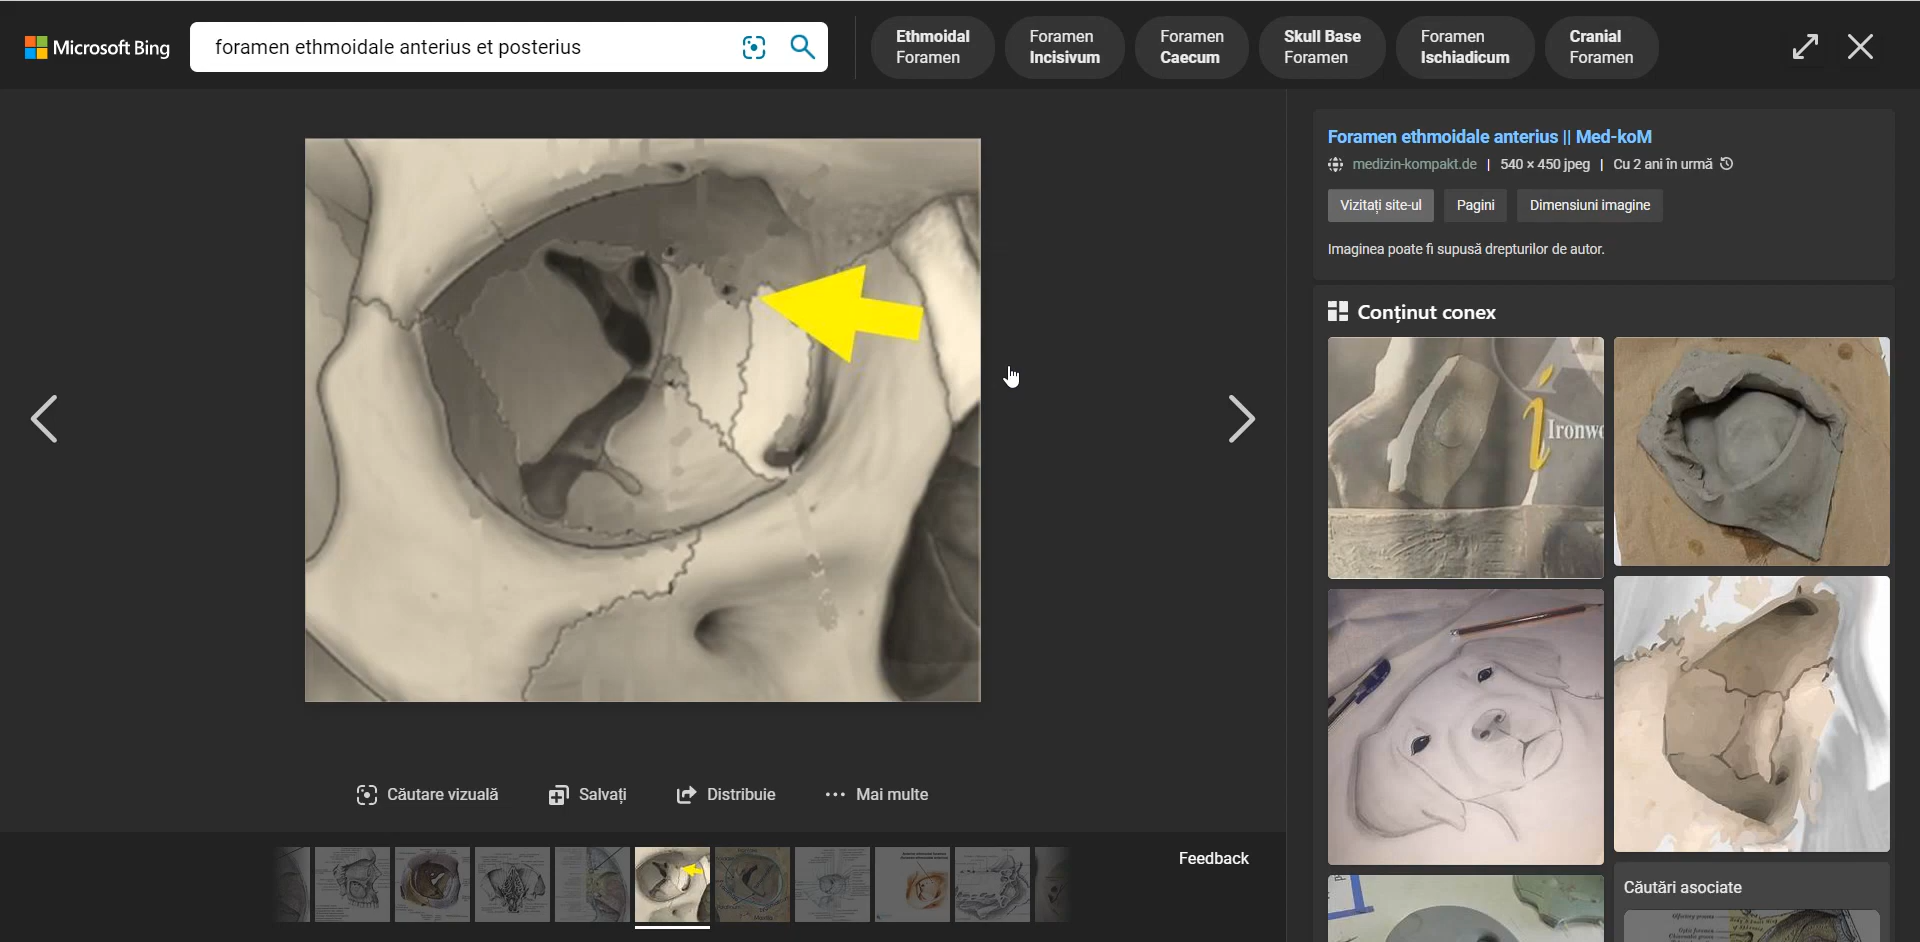 Microsoft Bing
foramen ethmoidale anterius et posterius
Ethmoidal
Foramen
Foramen
Incisivum
Foramen
Caecum
Skull Base
Foramen
Foramen
Ischiadicum
Cranial
Foramen
Foramen ethmoidale anterius || Med-koM
medizin-kompakt.de | 540 × 450 jpeg | Cu 2 ani în urmă
Vizitați site-ul
Pagini
Dimensiuni imagine
Imaginea poate fi supusă drepturilor de autor.
Conținut conex
Ironwo
Căutare vizuală
Salvați
Distribuie
Mai multe
Feedback
Căutări asociate